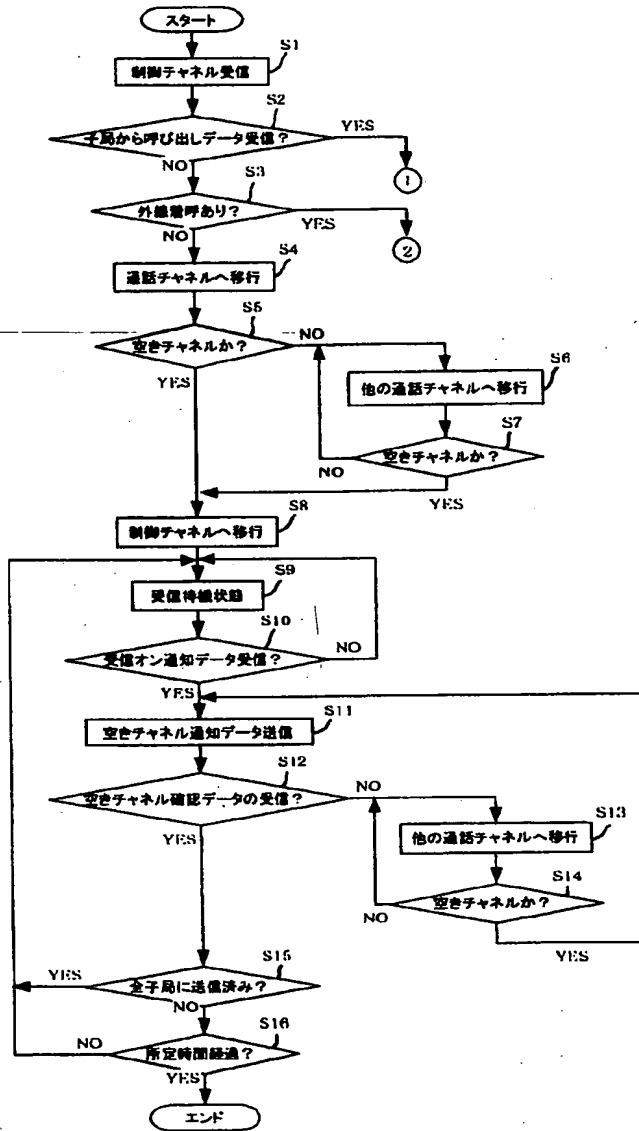 スタート
S1
制御チャネル受信
S2
子局から呼び出しデータ受信?
YES
NO
1
S3
外線着呼あり?
YES
NO
2
S4
通話チャネルへ移行
S5
空きチャネルか?
NO
YES
S6
他の通話チャネルへ移行
S7
空きチャネルか?
NO
YES
S8
制御チャネルへ移行
S9
受信待機状態
S10
受信オン通知データ受信?
NO
YES
S11
空きチャネル通知データ送信
S12
空きチャネル確認データの受信?
NO
YES
S13
他の通話チャネルへ移行
S14
空きチャネルか?
NO
YES
S15
全子局に送信済み?
YES
NO
S16
所定時間経過?
NO
YES
エンド